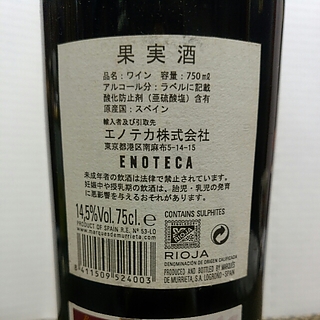 果実酒
品名：ワイン 容量：750mℓ
アルコール分：ラベルに記載
酸化防止剤（亜硫酸塩）含有
原産国：スペイン
輸入者及び引取先
エノテカ株式会社
東京都港区南麻布5-14-15
ENOTECA
未成年者の飲酒は法律で禁止されています。
妊娠中や授乳期の飲酒は、胎児・乳児の発育
に悪影響を与えるおそれがあります。
14,5%Vol. 75cl. e
PRODUCT OF SPAIN R.E. Nº 53-LO
www.marquesdemurrieta.com
8 411509 524003
CONTAINS SULPHITES
RIOJA
DENOMINACIÓN DE ORIGEN CALIFICADA
PRODUCED AND BOTTLED BY MARQUES
DE MURRIETA, S.A. LOGROÑO - SPAIN